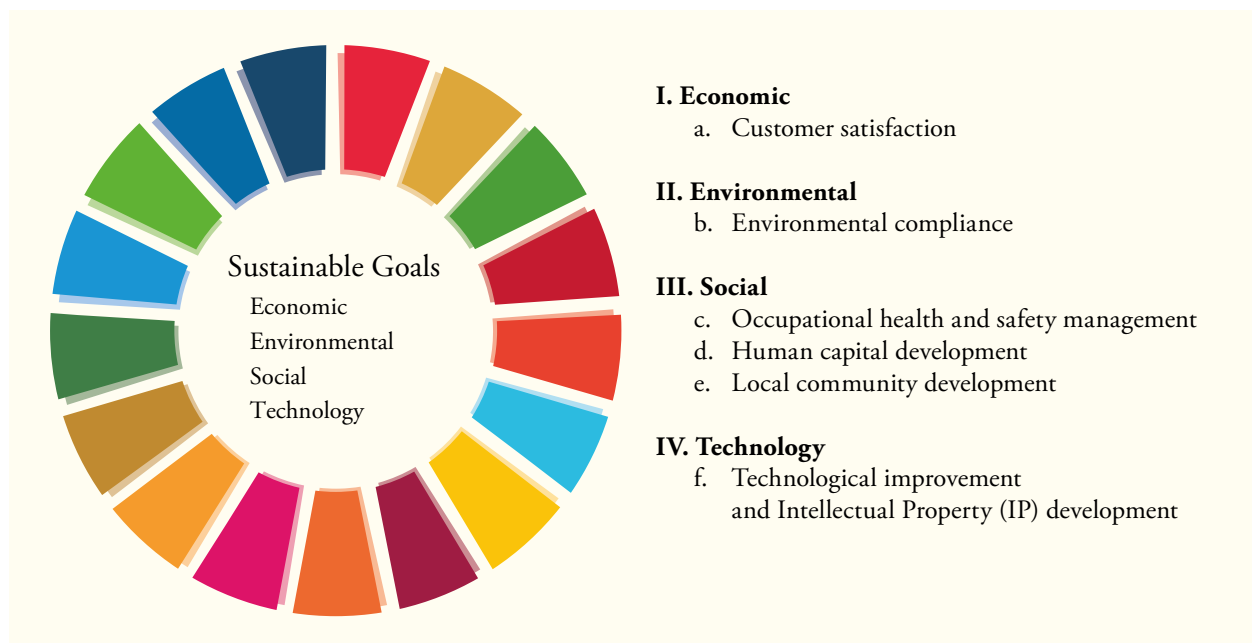 Sustainable Goals
Economic
Environmental
Social
Technology
I. Economic
a. Customer satisfaction
II. Environmental
b. Environmental compliance
III. Social
c. Occupational health and safety management
d. Human capital development
e. Local community development
IV. Technology
f. Technological improvement
and Intellectual Property (IP) development